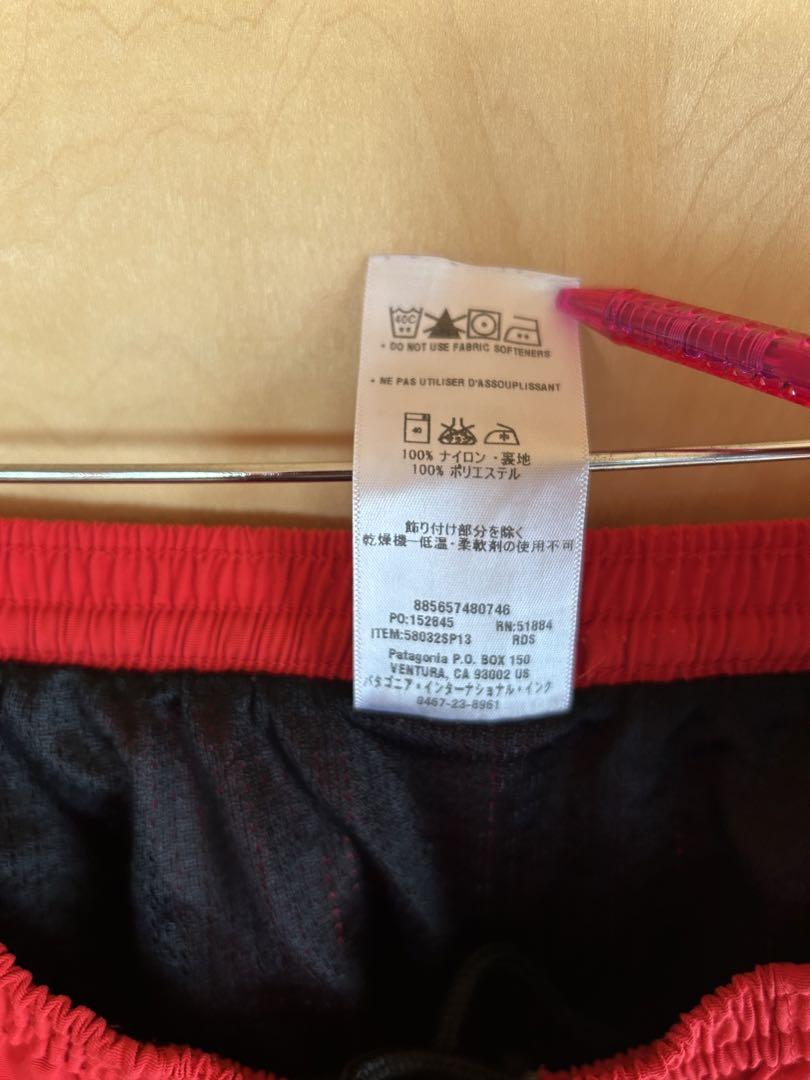 40C
• DO NOT USE FABRIC SOFTENERS
• NE PAS UTILISER D'ASSOUPLISSANT
40
中
100% ナイロン・裏地
100% ポリエステル
飾り付け部分を除く
乾燥機―低温・柔軟剤の使用不可
885657480746
PO:152845 RN:51884
ITEM:58032SP13 RDS
Patagonia P.O. BOX 150
VENTURA, CA 93002 US
パタゴニア・インターナショナル・インク
0467-23-8961